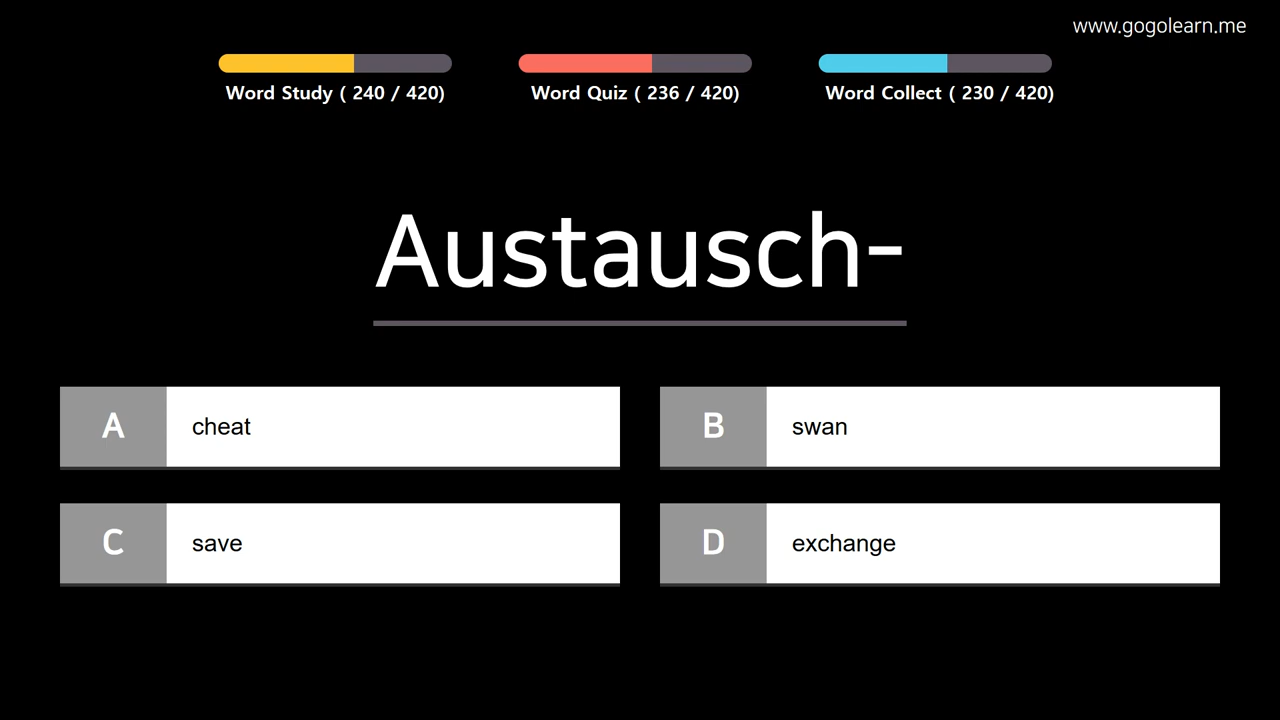 www.gogolearn.me
Word Study ( 240 / 420)
Word Quiz ( 236 / 420)
Word Collect ( 230 / 420)
Austausch-
A cheat
B swan
C save
D exchange